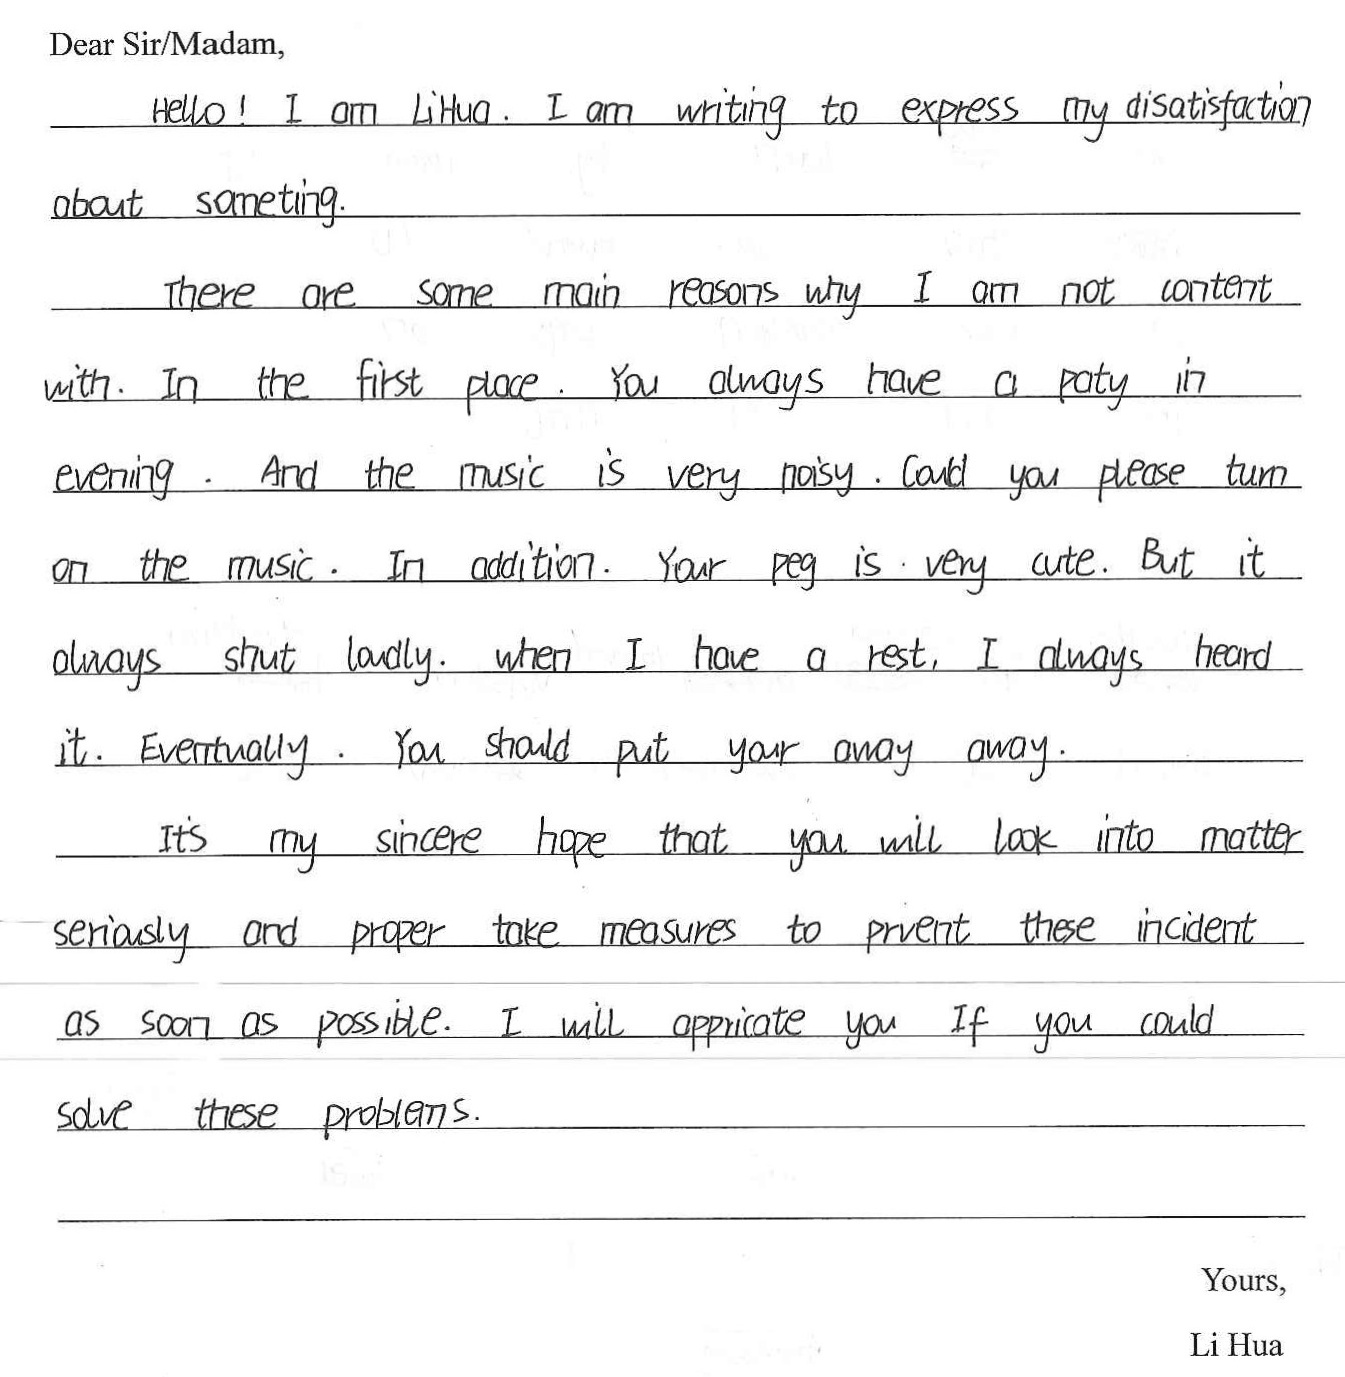 Dear Sir/Madam,
Hello! I am LiHua. I am writing to express my disatisfaction
about someting.
There are some main reasons why I am not content
with. In the first place. You always have a paty in
evening. And the music is very noisy. Could you please turn
on the music. In addition. Your peg is very cute. But it
always shut loudly. when I have a rest, I always heard
it. Eventually. You should put your away away.
It's my sincere hope that you will look into matter
seriously and proper take measures to prvent these incident
as soon as possible. I will appricate you If you could
solve these problems.
Yours,
Li Hua